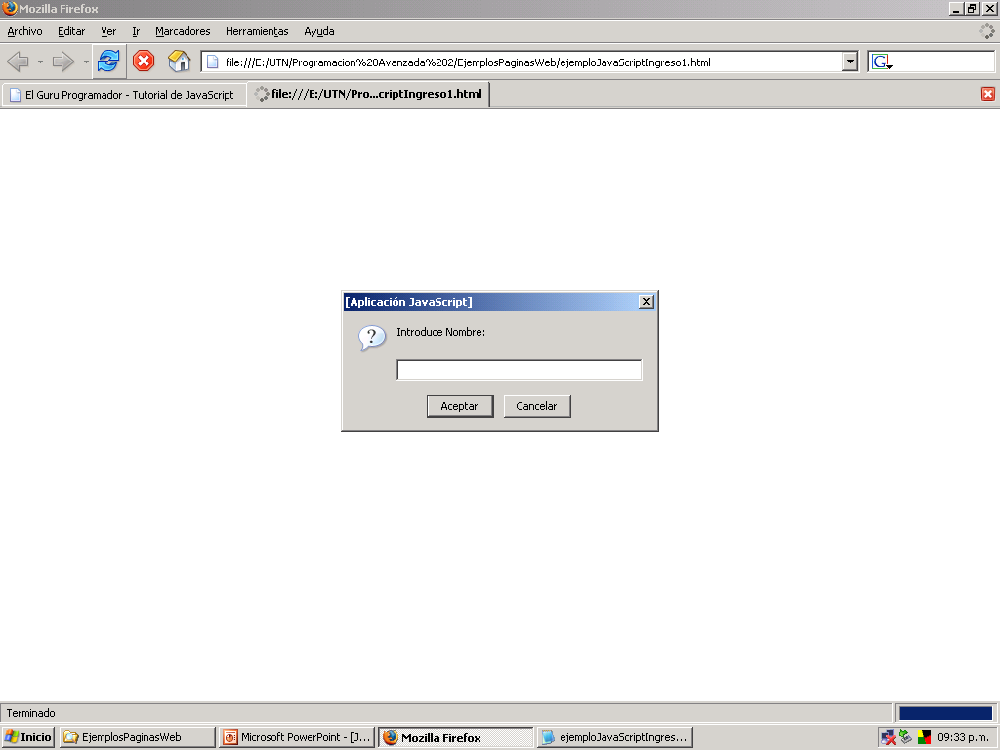 Mozilla Firefox
Archivo Editar Ver Ir Marcadores Herramientas Ayuda
file:///E:/UTN/Programacion%20Avanzada%202/EjemplosPaginasWeb/ejemploJavaScriptIngreso1.html
G
El Guru Programador - Tutorial de JavaScript
file:///E:/UTN/Pro...criptIngreso1.html
[Aplicación JavaScript]
Introduce Nombre:
Aceptar Cancelar
Terminado
Inicio EjemplosPaginasWeb Microsoft PowerPoint - [J... Mozilla Firefox ejemploJavaScriptIngres... 09:33 p.m.